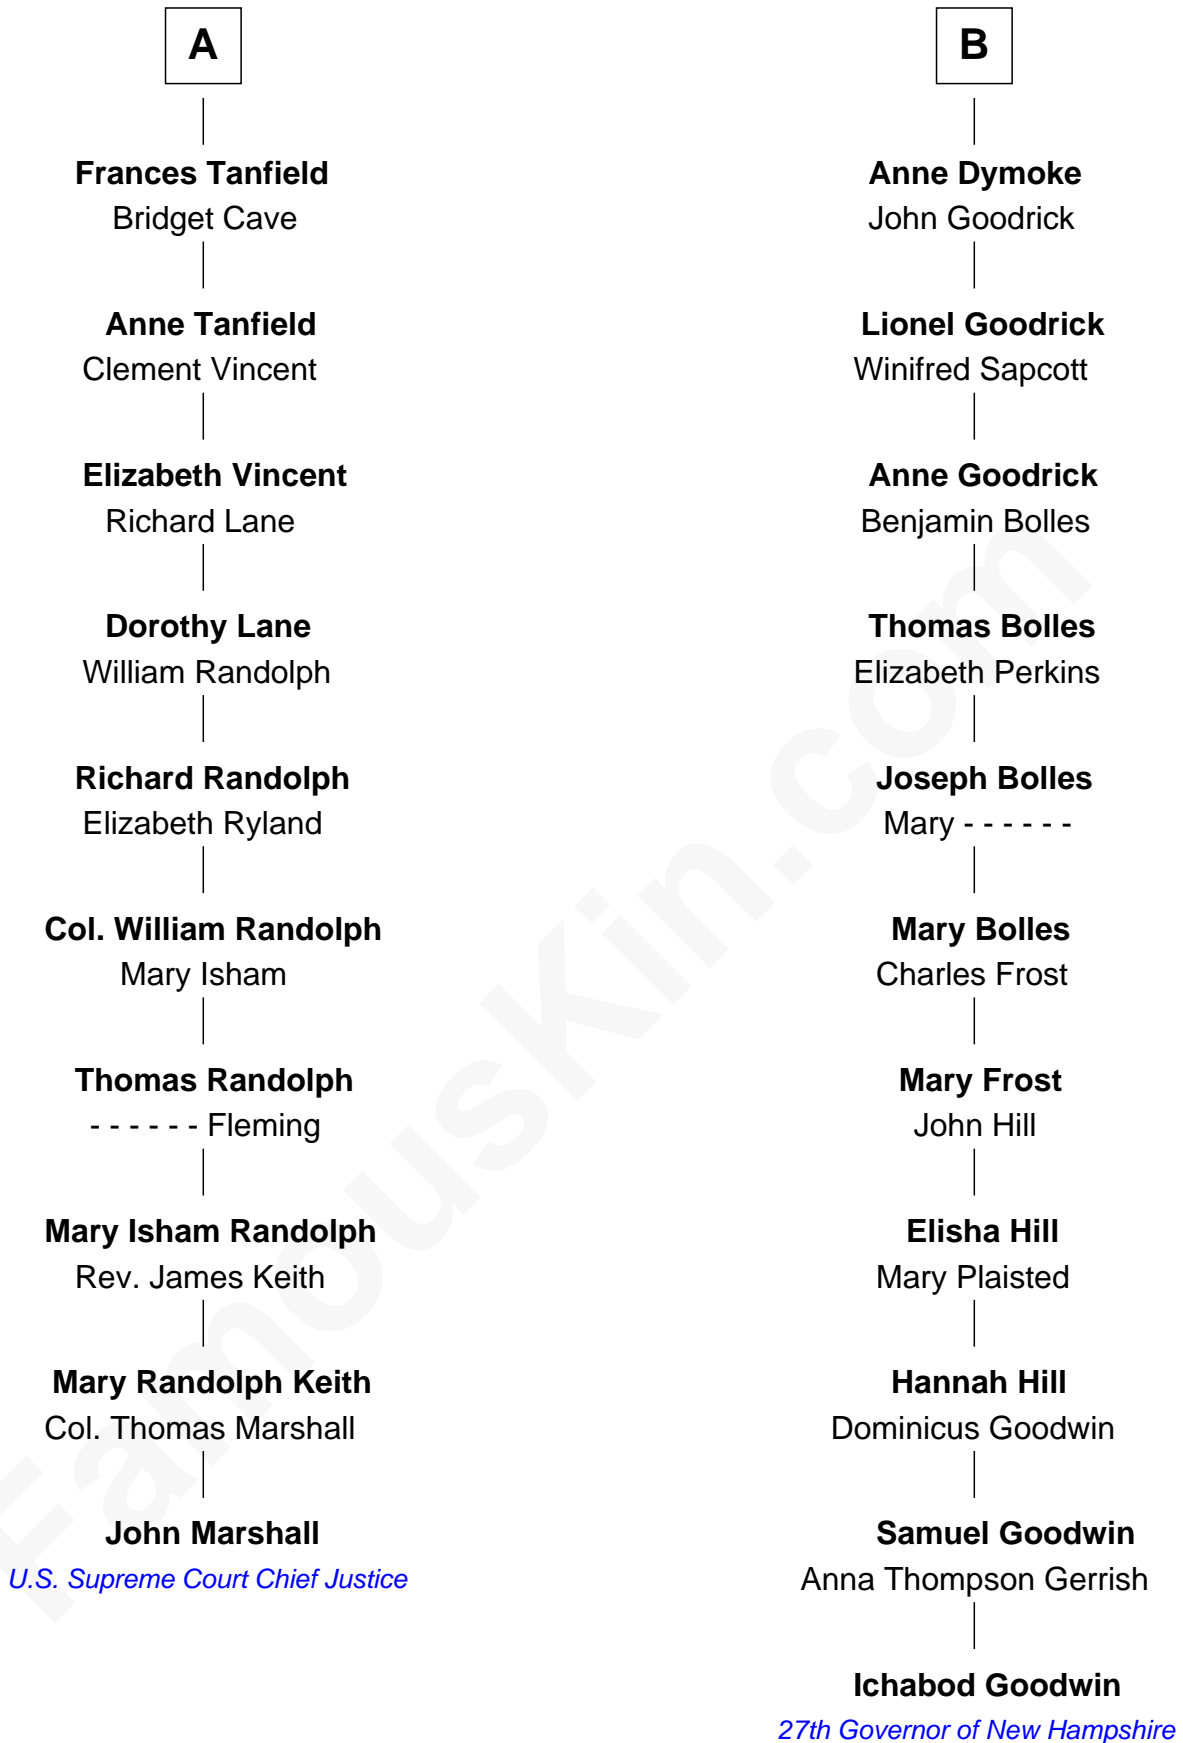 A
Frances Tanfield
Bridget Cave
Anne Tanfield
Clement Vincent
Elizabeth Vincent
Richard Lane
Dorothy Lane
William Randolph
Richard Randolph
Elizabeth Ryland
Col. William Randolph
Mary Isham
Thomas Randolph
- - - - - - Fleming
Mary Isham Randolph
Rev. James Keith
Mary Randolph Keith
Col. Thomas Marshall
John Marshall
U.S. Supreme Court Chief Justice
B
Anne Dymoke
John Goodrick
Lionel Goodrick
Winifred Sapcott
Anne Goodrick
Benjamin Bolles
Thomas Bolles
Elizabeth Perkins
Joseph Bolles
Mary - - - - - -
Mary Bolles
Charles Frost
Mary Frost
John Hill
Elisha Hill
Mary Plaisted
Hannah Hill
Dominicus Goodwin
Samuel Goodwin
Anna Thompson Gerrish
Ichabod Goodwin
27th Governor of New Hampshire
FamousKin.com